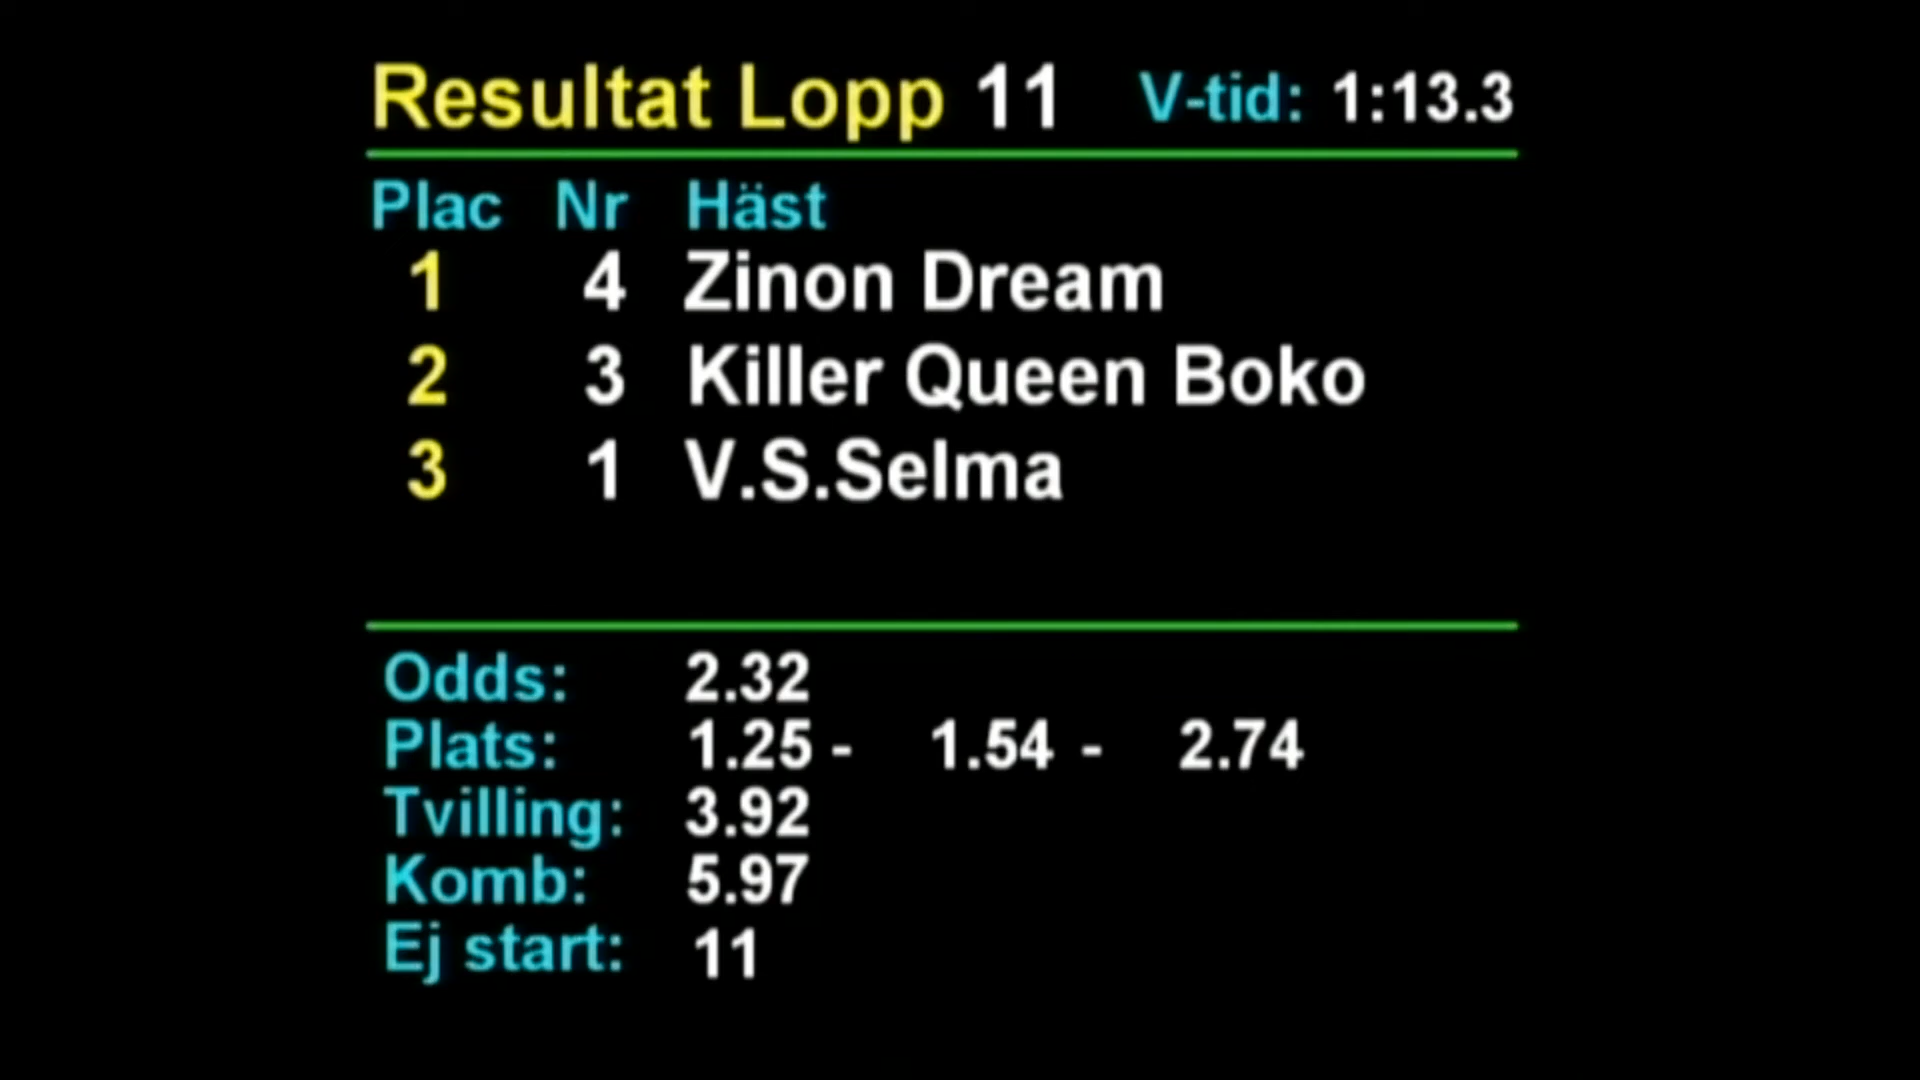 Resultat Lopp 11 V-tid: 1:13.3
Plac Nr Häst
1 4 Zinon Dream
2 3 Killer Queen Boko
3 1 V.S.Selma
Odds: 2.32
Plats: 1.25 - 1.54 - 2.74
Tvilling: 3.92
Komb: 5.97
Ej start: 11